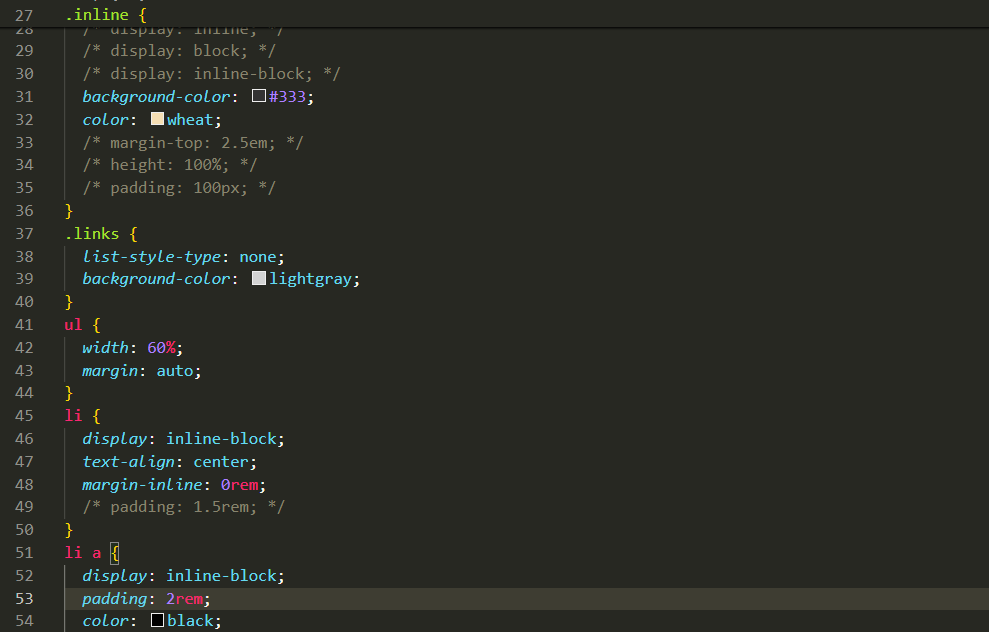 27 .inline {
28 /* display: inline; */
29 /* display: block; */
30 /* display: inline-block; */
31 background-color: #333;
32 color: wheat;
33 /* margin-top: 2.5em; */
34 /* height: 100%; */
35 /* padding: 100px; */
36 }
37 .links {
38 list-style-type: none;
39 background-color: lightgray;
40 }
41 ul {
42 width: 60%;
43 margin: auto;
44 }
45 li {
46 display: inline-block;
47 text-align: center;
48 margin-inline: 0rem;
49 /* padding: 1.5rem; */
50 }
51 li a {
52 display: inline-block;
53 padding: 2rem;
54 color: black;